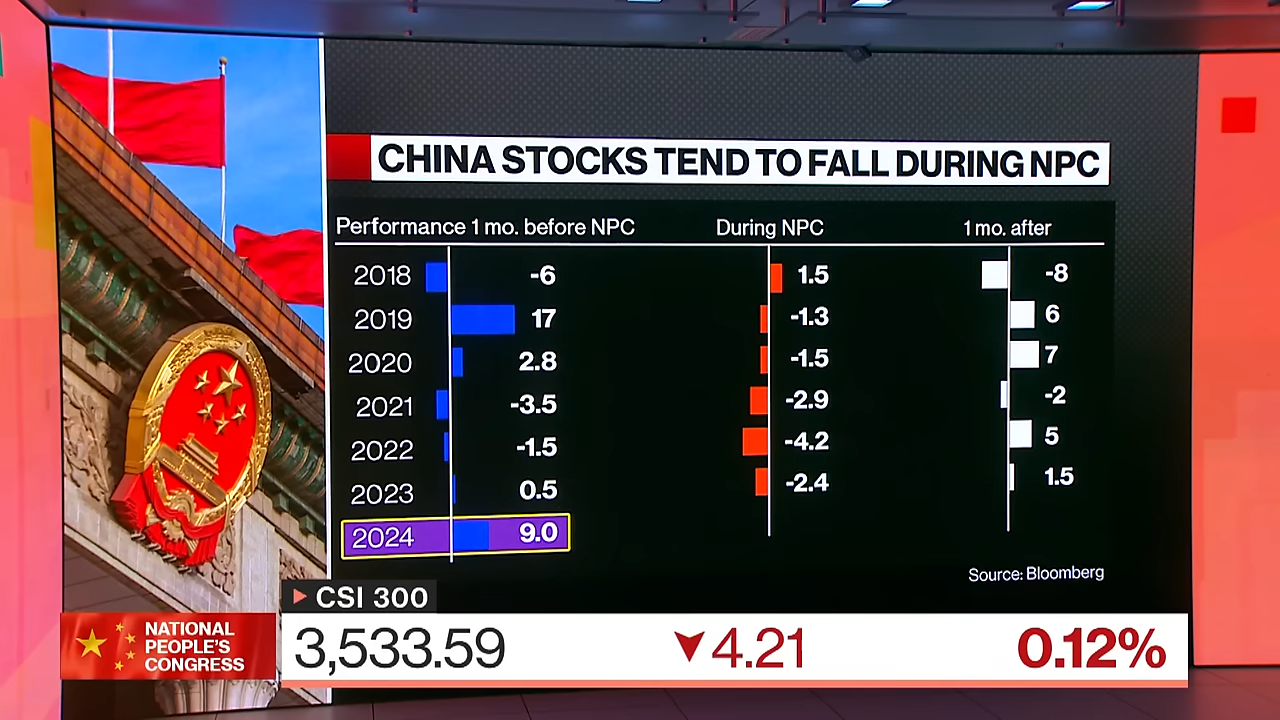 CHINA STOCKS TEND TO FALL DURING NPC
Performance 1 mo. before NPC During NPC 1 mo. after
2018 -6 1.5 -8
2019 17 -1.3 6
2020 2.8 -1.5 7
2021 -3.5 -2.9 -2
2022 -1.5 -4.2 5
2023 0.5 -2.4 1.5
2024 9.0
Source: Bloomberg
CSI 300
NATIONAL
PEOPLE'S
CONGRESS
3,533.59 ▼4.21 0.12%